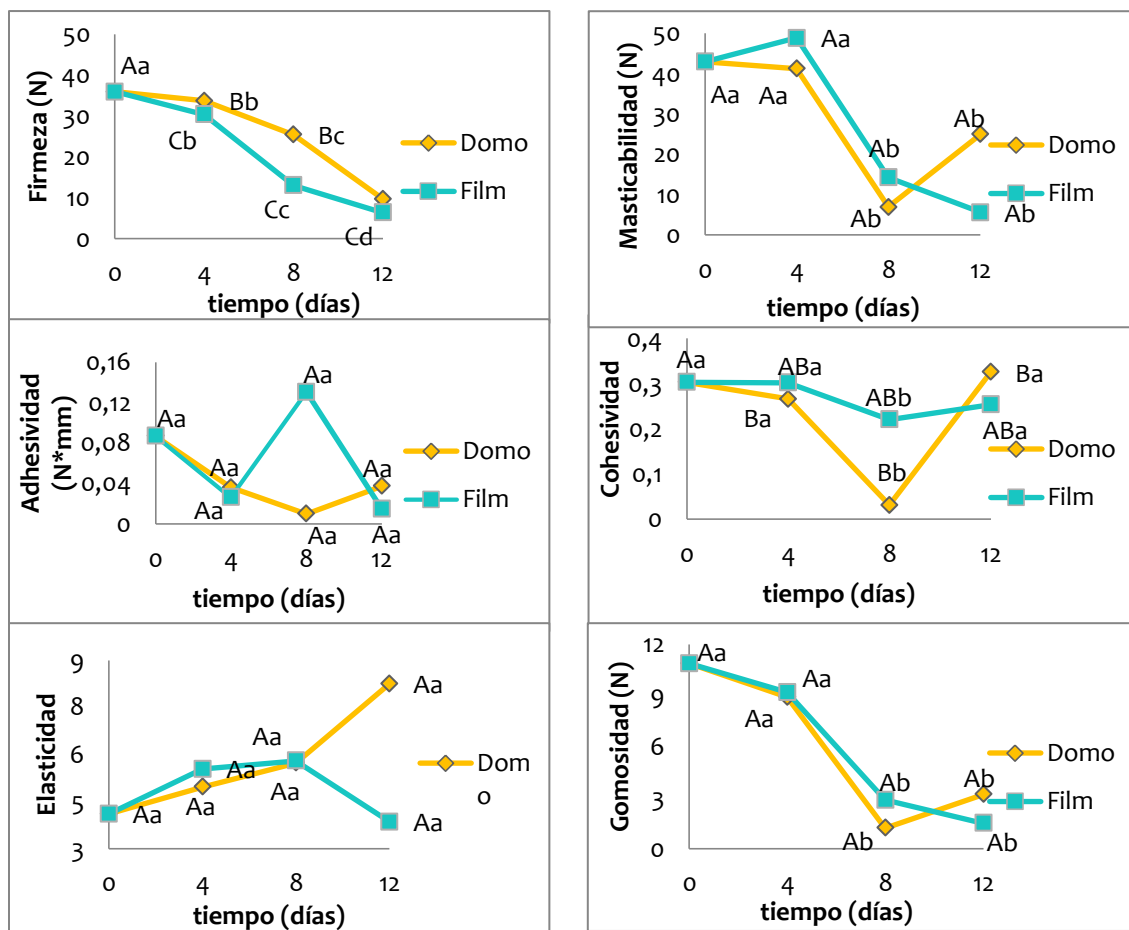 50
40
30
20
10
0
Firmeza (N)
Aa
Bb
Cb
Bc
Cc
Cd
Domo
Film
0 4 8 12
tiempo (días)
50
40
30
20
10
0
Masticabilidad (N)
Aa
Aa
Aa
Ab
Ab
Ab
Ab
Domo
Film
0 4 8 12
tiempo (días)
0,16
0,12
0,08
0,04
0
Adhesividad
(N*mm)
Aa
Aa
Aa
Aa
Aa
Aa
Aa
Domo
Film
0 4 8 12
tiempo (días)
0,4
0,3
0,2
0,1
0
Cohesividad
Aa
ABa
Ba
ABb
Bb
Ba
ABa
Domo
Film
0 4 8 12
tiempo (días)
9
8
6
5
3
Elasticidad
Aa
Aa
Aa
Aa
Aa
Aa
Aa
Dom
o
0 4 8 12
tiempo (días)
12
9
6
3
0
Gomosidad (N)
Aa
Aa
Aa
Ab
Ab
Ab
Ab
Domo
Film
0 4 8 12
tiempo (días)